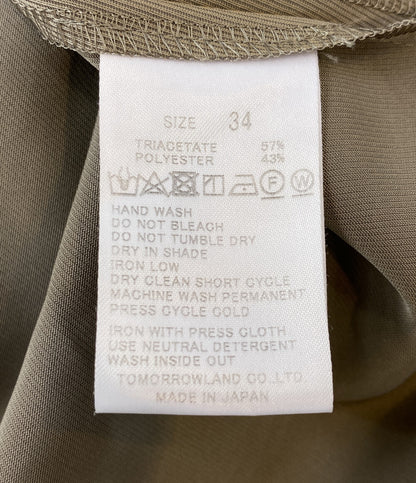 SIZE 34
TRIACETATE 57%
POLYESTER 43%
F W
HAND WASH
DO NOT BLEACH
DO NOT TUMBLE DRY
DRY IN SHADE
IRON LOW
DRY CLEAN SHORT CYCLE
MACHINE WASH PERMANENT
PRESS CYCLE COLD
IRON WITH PRESS CLOTH
USE NEUTRAL DETERGENT
WASH INSIDE OUT
TOMORROWLAND CO.,LTD.
MADE IN JAPAN